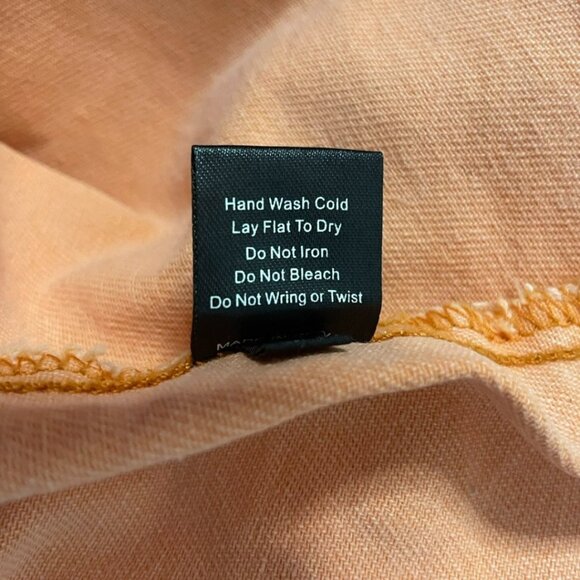 Hand Wash Cold
Lay Flat To Dry
Do Not Iron
Do Not Bleach
Do Not Wring or Twist